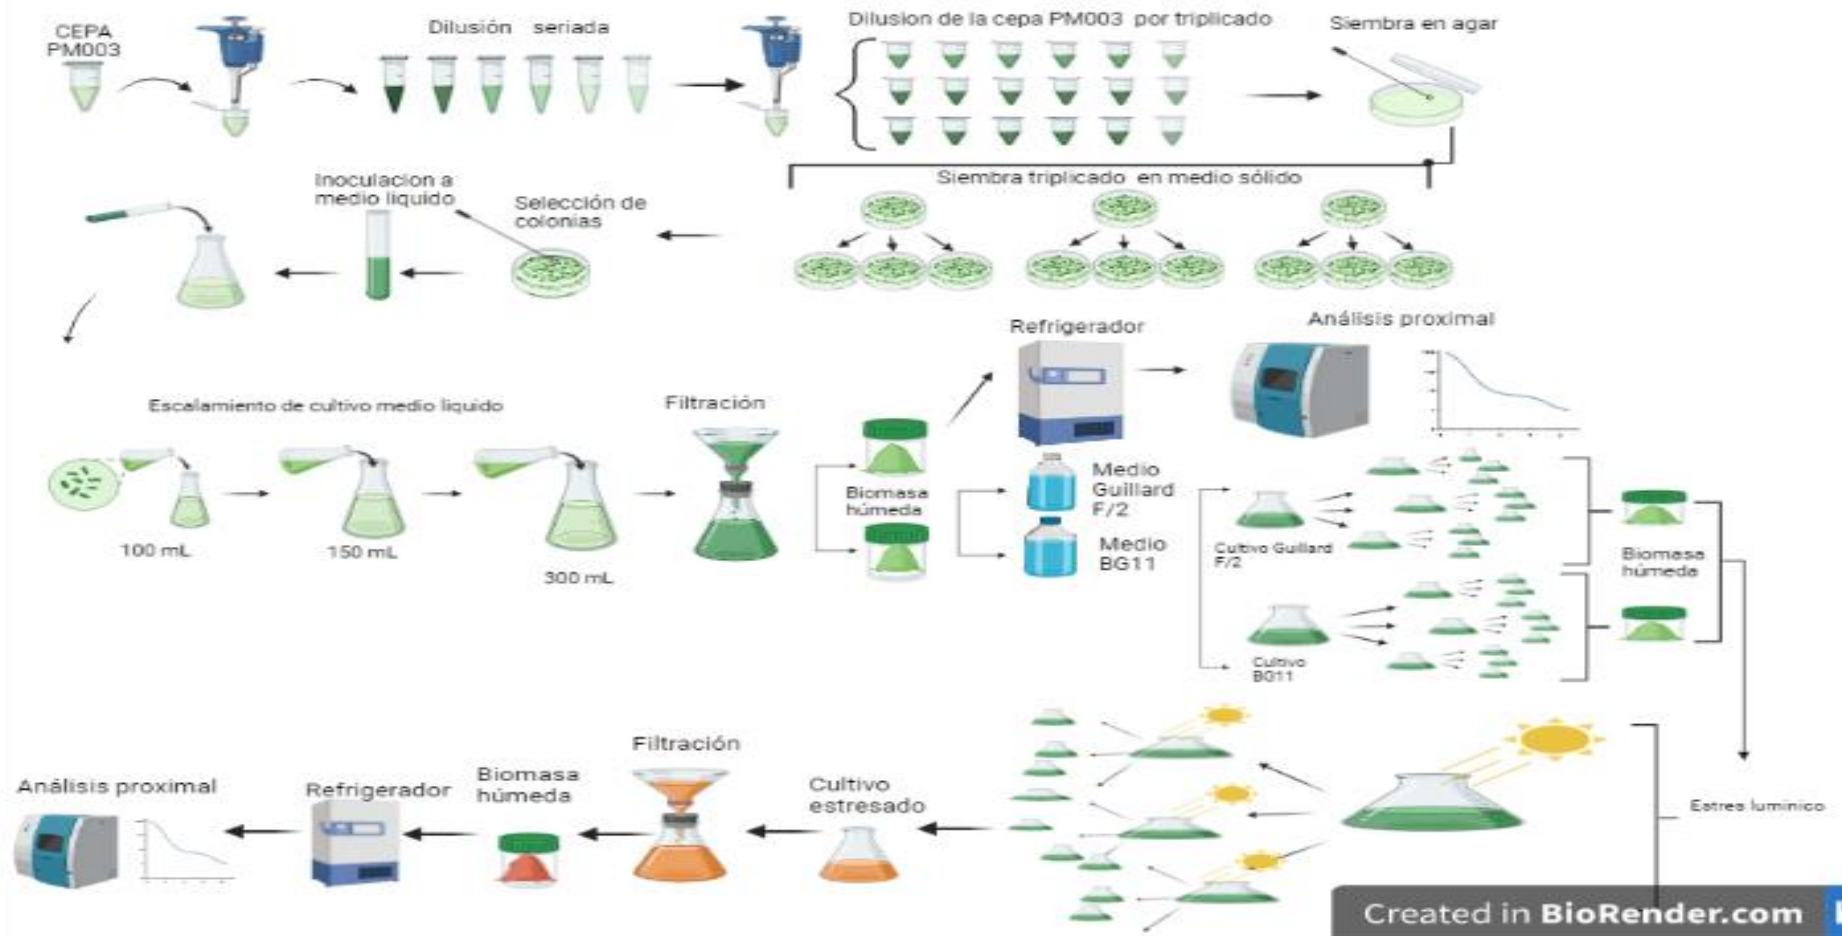 CEPA
PM003
Dilusión seriada
Dilusion de la cepa PM003 por triplicado
Siembra en agar
Siembra triplicado en medio sólido
Selección de
colonias
Inoculacion a
medio liquido
Escalamiento de cultivo medio liquido
100 mL
150 mL
300 mL
Filtración
Biomasa
húmeda
Refrigerador
Análisis proximal
Medio
Guillard
F/2
Medio
BG11
Cultivo Guillard
F/2
Cultivo
BG11
Biomasa
húmeda
Estres lumínico
Cultivo
estresado
Filtración
Biomasa
húmeda
Refrigerador
Análisis proximal
Created in BioRender.com